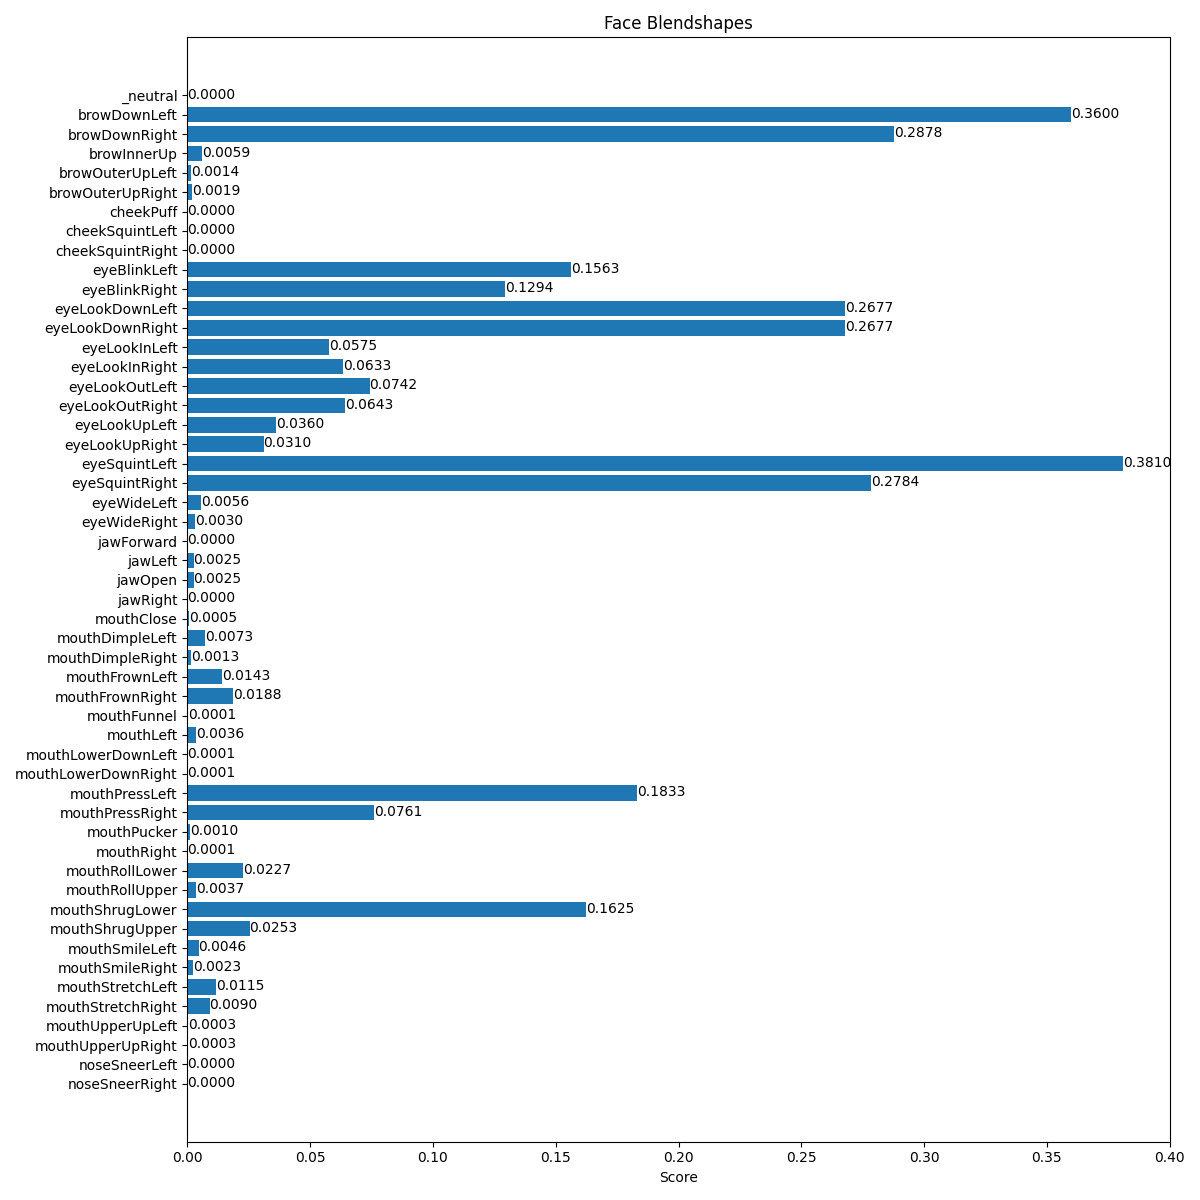 Face Blendshapes
_neutral 0.0000
browDownLeft 0.3600
browDownRight 0.2878
browInnerUp 0.0059
browOuterUpLeft 0.0014
browOuterUpRight 0.0019
cheekPuff 0.0000
cheekSquintLeft 0.0000
cheekSquintRight 0.0000
eyeBlinkLeft 0.1563
eyeBlinkRight 0.1294
eyeLookDownLeft 0.2677
eyeLookDownRight 0.2677
eyeLookInLeft 0.0575
eyeLookInRight 0.0633
eyeLookOutLeft 0.0742
eyeLookOutRight 0.0643
eyeLookUpLeft 0.0360
eyeLookUpRight 0.0310
eyeSquintLeft 0.3810
eyeSquintRight 0.2784
eyeWideLeft 0.0056
eyeWideRight 0.0030
jawForward 0.0000
jawLeft 0.0025
jawOpen 0.0025
jawRight 0.0000
mouthClose 0.0005
mouthDimpleLeft 0.0073
mouthDimpleRight 0.0013
mouthFrownLeft 0.0143
mouthFrownRight 0.0188
mouthFunnel 0.0001
mouthLeft 0.0036
mouthLowerDownLeft 0.0001
mouthLowerDownRight 0.0001
mouthPressLeft 0.1833
mouthPressRight 0.0761
mouthPucker 0.0010
mouthRight 0.0001
mouthRollLower 0.0227
mouthRollUpper 0.0037
mouthShrugLower 0.1625
mouthShrugUpper 0.0253
mouthSmileLeft 0.0046
mouthSmileRight 0.0023
mouthStretchLeft 0.0115
mouthStretchRight 0.0090
mouthUpperUpLeft 0.0003
mouthUpperUpRight 0.0003
noseSneerLeft 0.0000
noseSneerRight 0.0000
0.00 0.05 0.10 0.15 0.20 0.25 0.30 0.35 0.40
Score